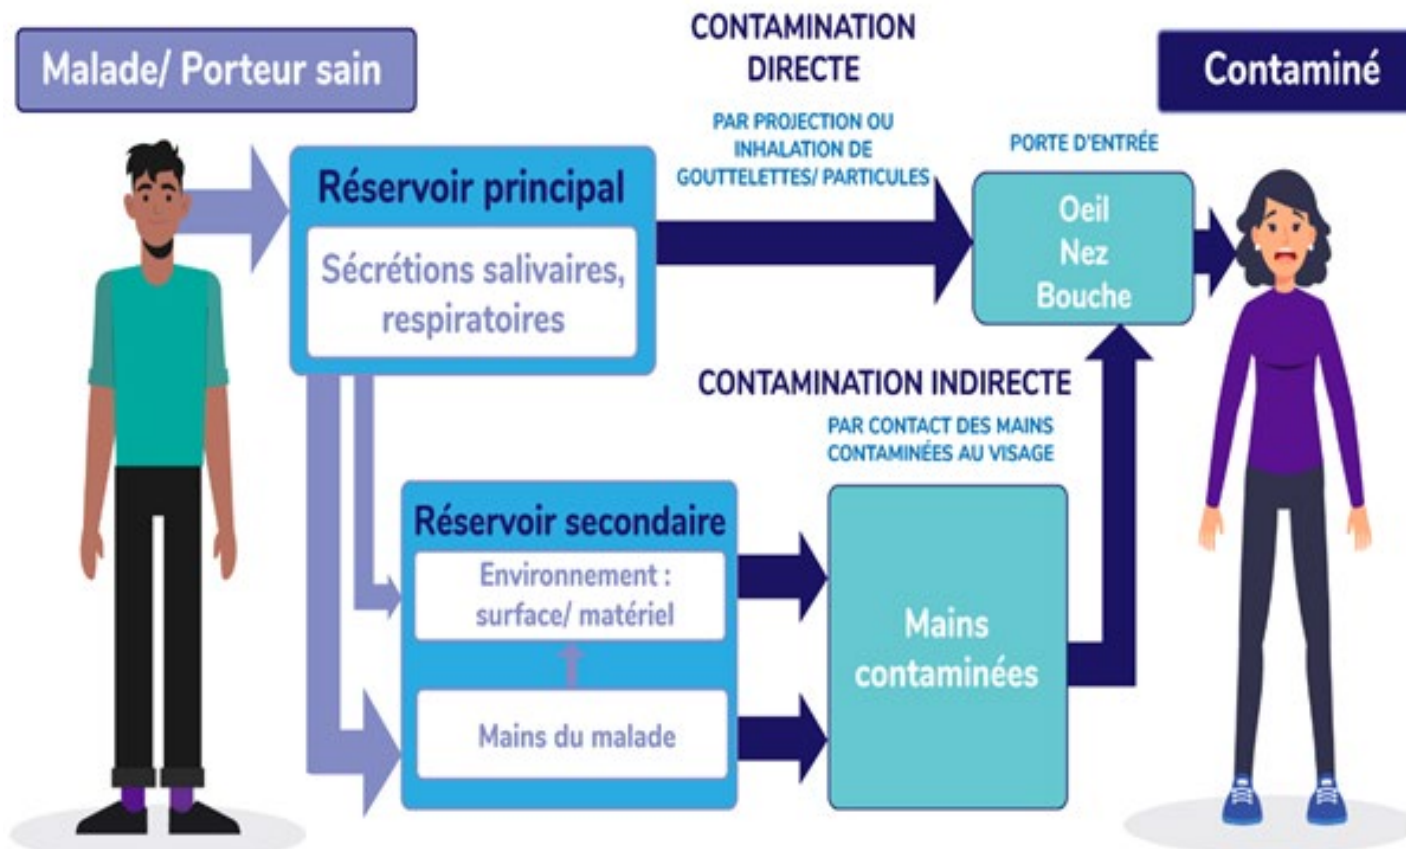 Malade/ Porteur sain
CONTAMINATION
DIRECTE
PAR PROJECTION OU
INHALATION DE
GOUTTELETTES/ PARTICULES
Contaminé
PORTE D'ENTRÉE
Réservoir principal
Sécrétions salivaires,
respiratoires
Oeil
Nez
Bouche
CONTAMINATION INDIRECTE
PAR CONTACT DES MAINS
CONTAMINÉES AU VISAGE
Réservoir secondaire
Environnement :
surface/ matériel
Mains du malade
Mains
contaminées